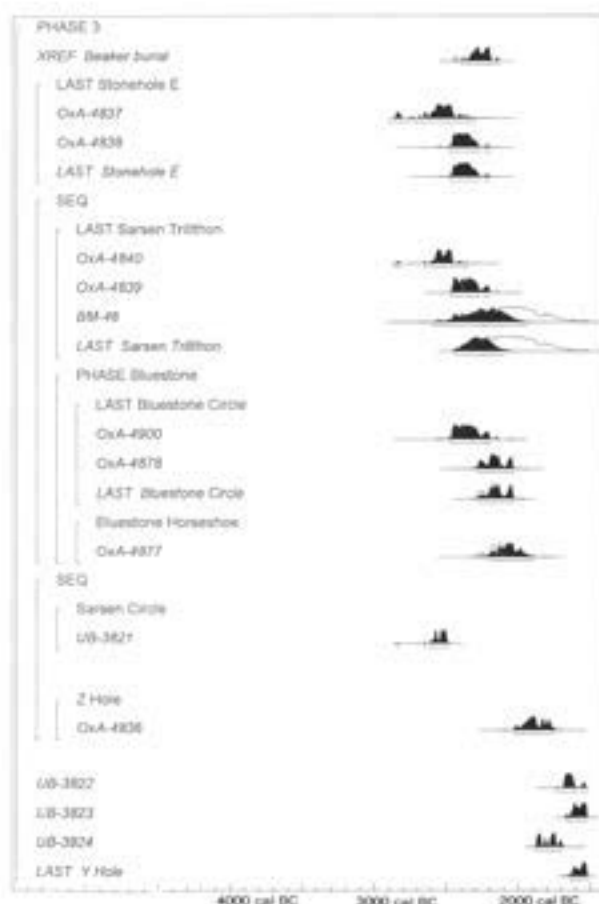 PHASE 3
XREF Beaker burial
LAST Stonehole E
OxA-4837
OxA-4838
LAST Stonehole E
SEQ
LAST Sarsen Trilithon
OxA-4840
OxA-4839
BM-46
LAST Sarsen Trilithon
PHASE Bluestone
LAST Bluestone Circle
OxA-4900
OxA-4878
LAST Bluestone Circle
Bluestone Horseshoe
OxA-4877
SEQ
Sarsen Circle
UB-3821
Z Hole
OxA-4836
UB-3822
UB-3823
UB-3824
LAST Y Hole
4000 cal BC 3000 cal BC 2000 cal BC